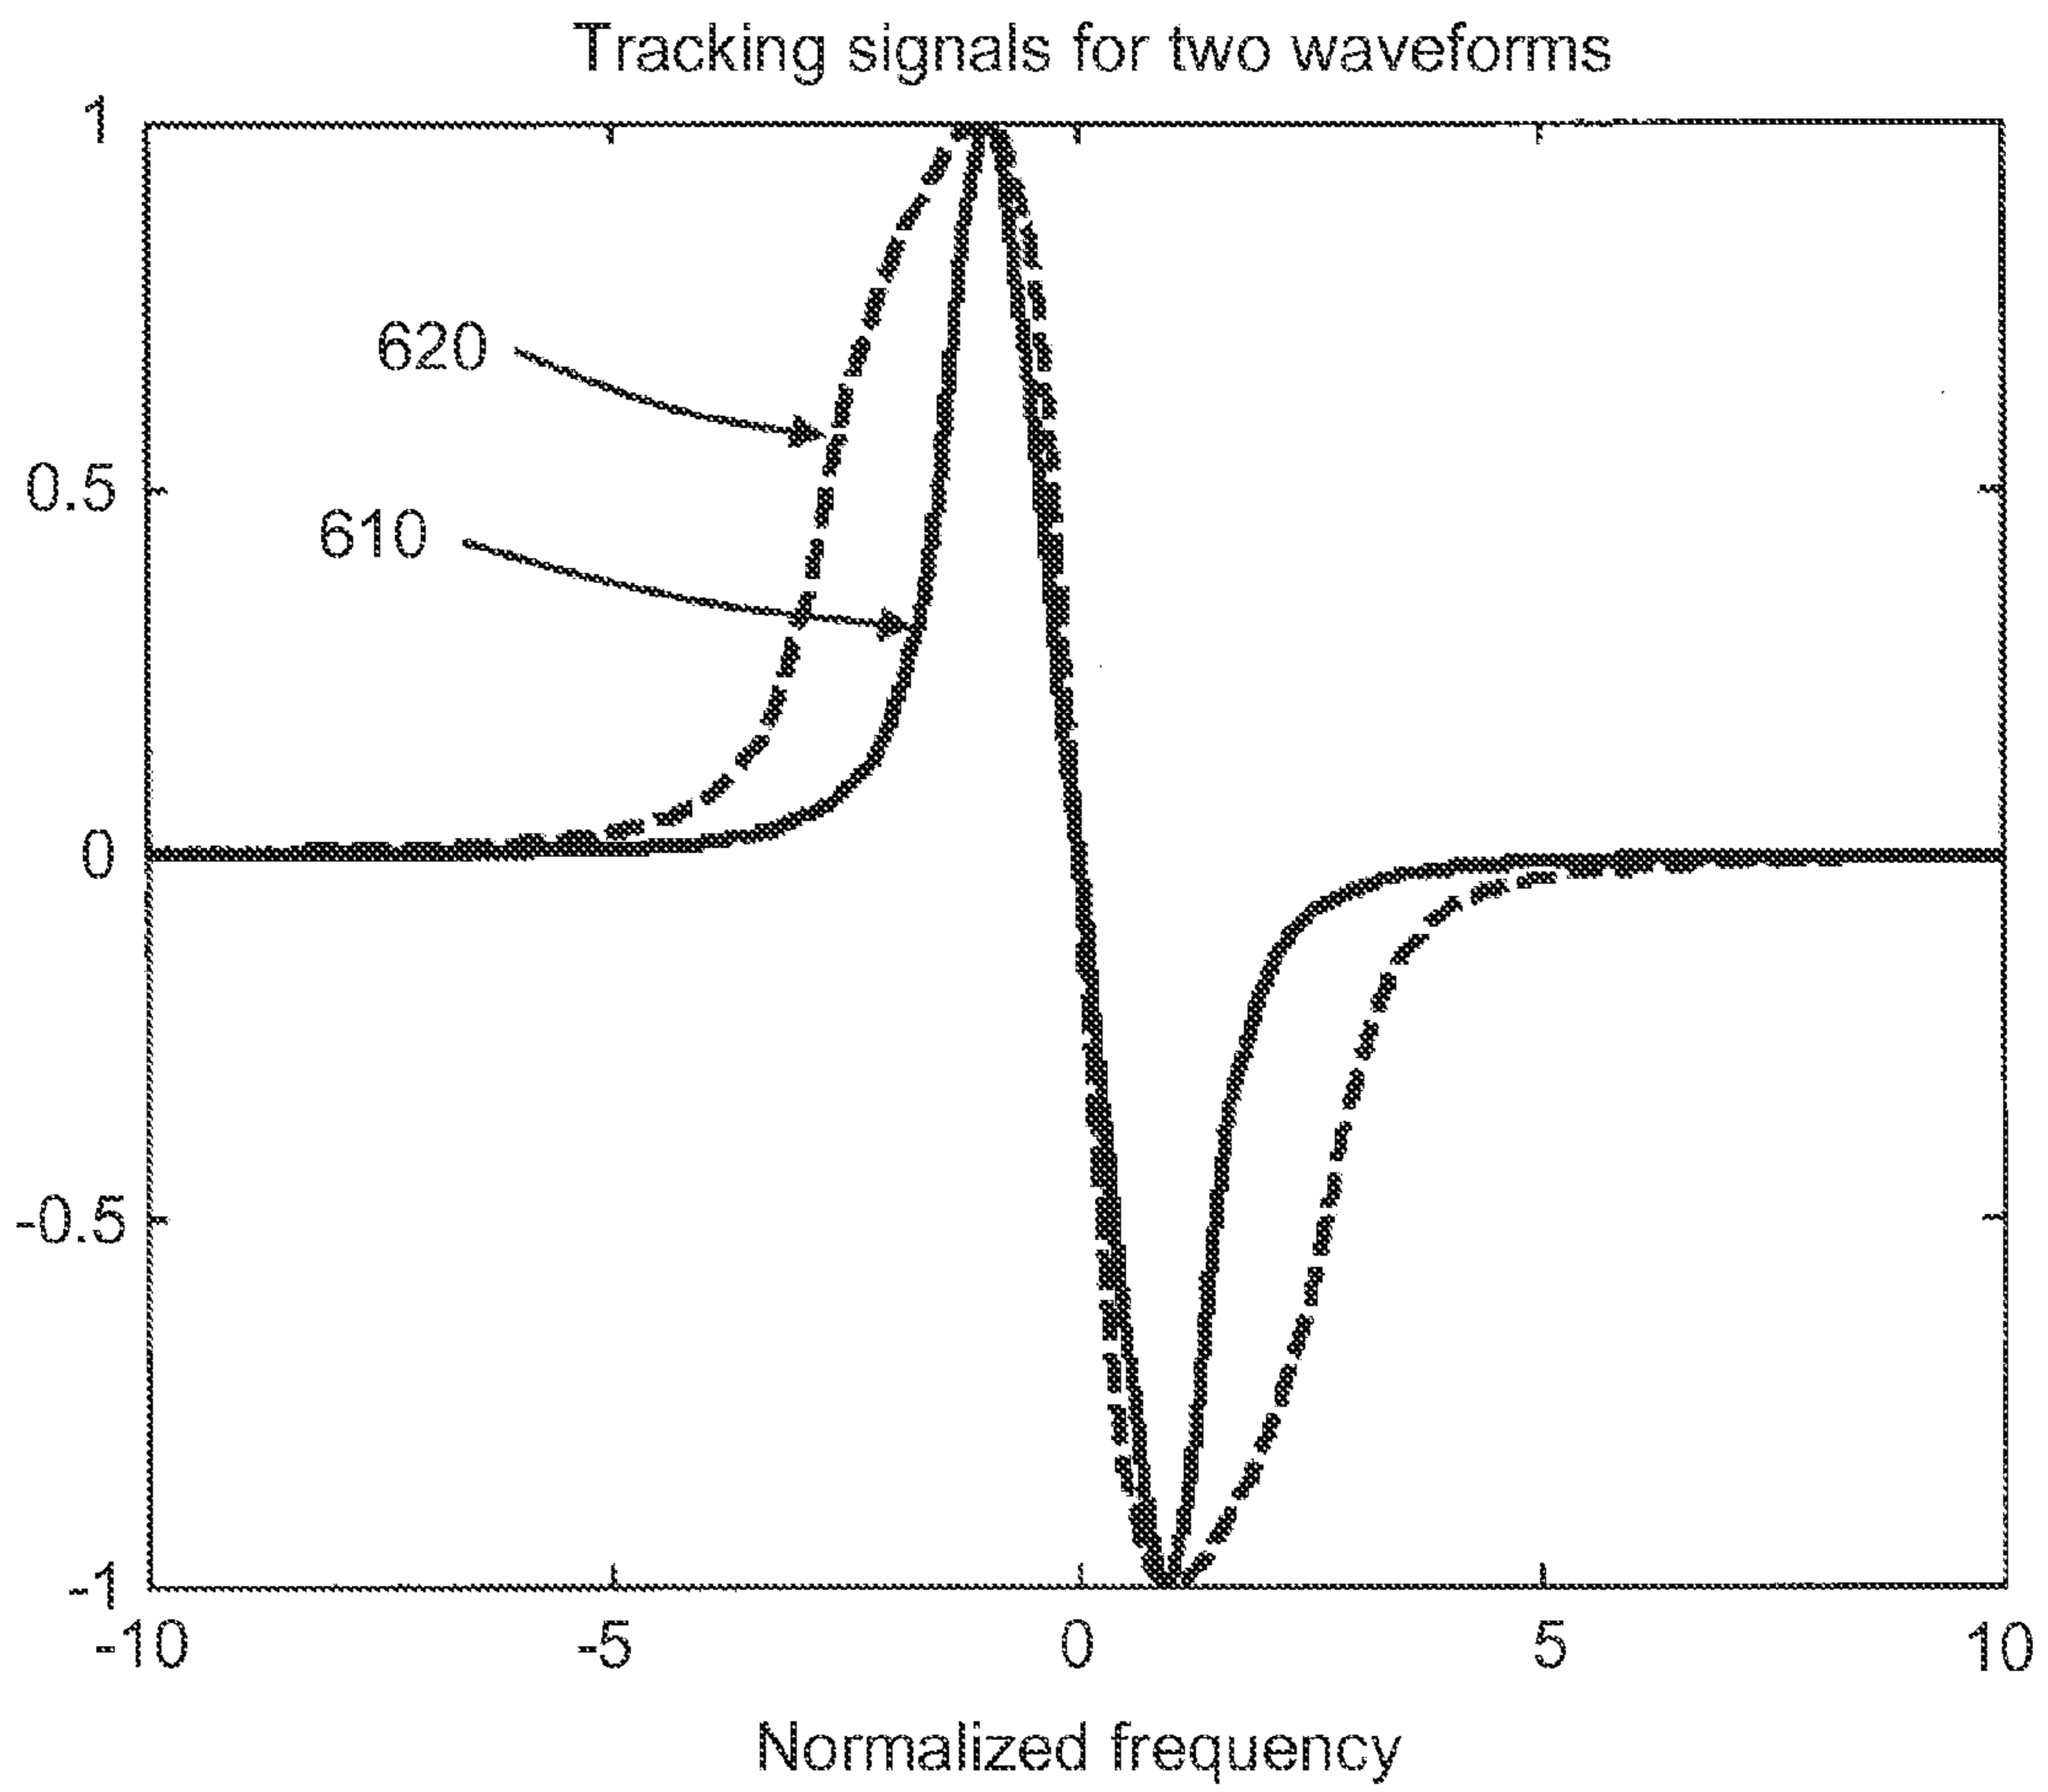 Tracking signals for two waveforms
1
620
0.5
610
0
-0.5
-1
-10 -5 0 5 10
Normalized frequency